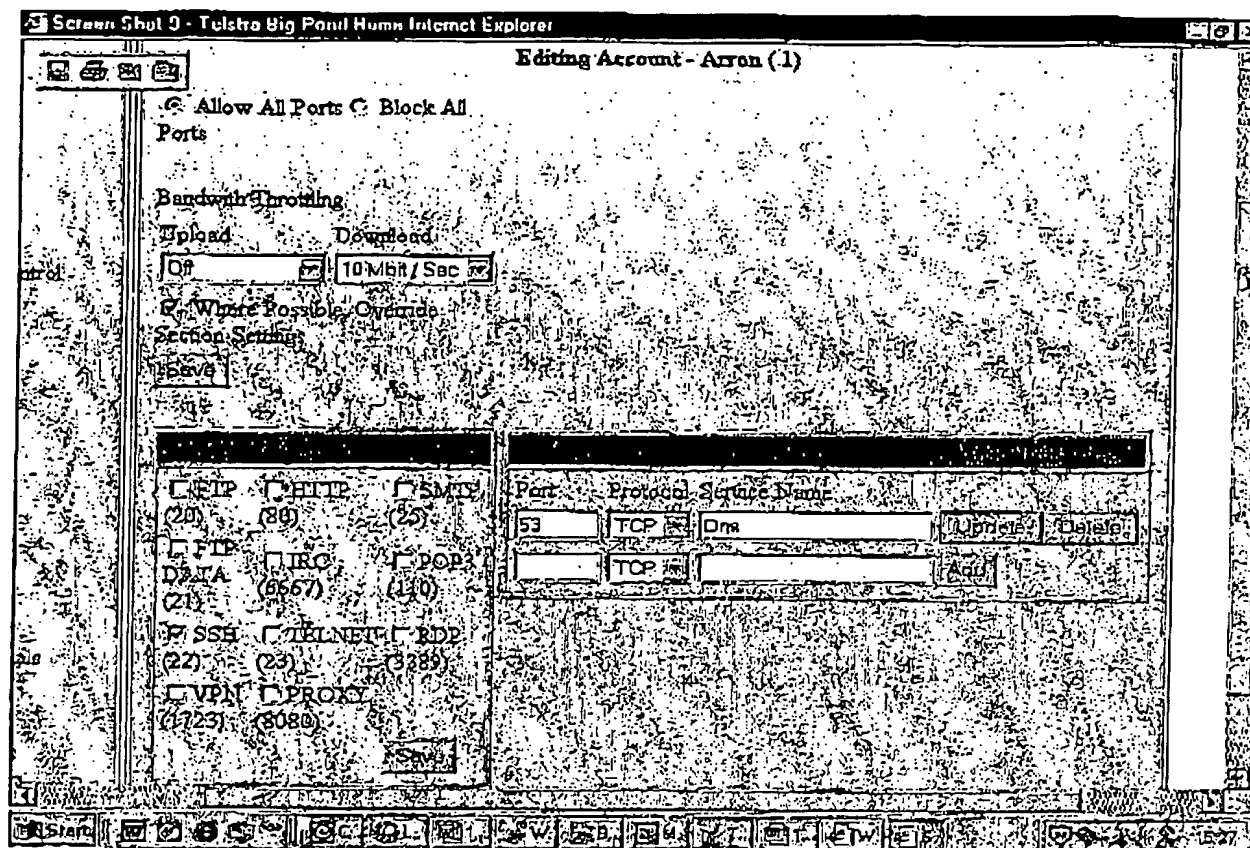 Screen Shot 9 - Telstra Big Pond Home Internet Explorer
Editing Account - Arron (.1)
Allow All Ports Block All
Ports
Bandwith Throttling
Upload Download
Off 10 Mbit / Sec
Where Possible, Override
Section Settings
Save
FTP HTTP SMTP
(20) (80) (25)
FTP DATA IRC POP3
(21) (6667) (110)
SSH TELNET RDP
(22) (23) (3389)
VPN PROXY
(1723) (8080)
Save
Port Protocol Service Name
53 TCP Dns Update Delete
TCP Add
Start